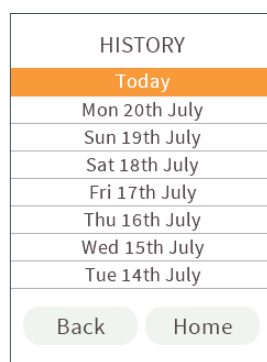 HISTORY
Today
Mon 20th July
Sun 19th July
Sat 18th July
Fri 17th July
Thu 16th July
Wed 15th July
Tue 14th July
Back Home